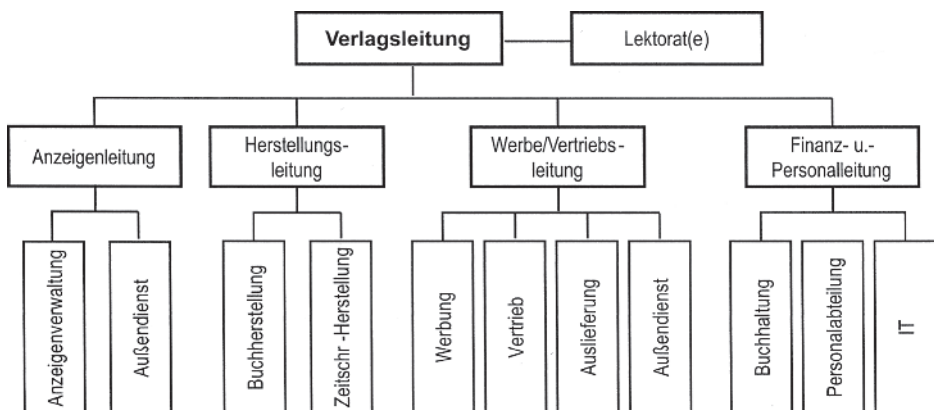 Verlagsleitung
Lektorat(e)
Anzeigenleitung
Herstellungs-
leitung
Werbe/Vertriebs-
leitung
Finanz- u.-
Personalleitung
Anzeigenverwaltung
Außendienst
Buchherstellung
Zeitschr -Herstellung
Werbung
Vertrieb
Auslieferung
Außendienst
Buchhaltung
Personalabteilung
IT